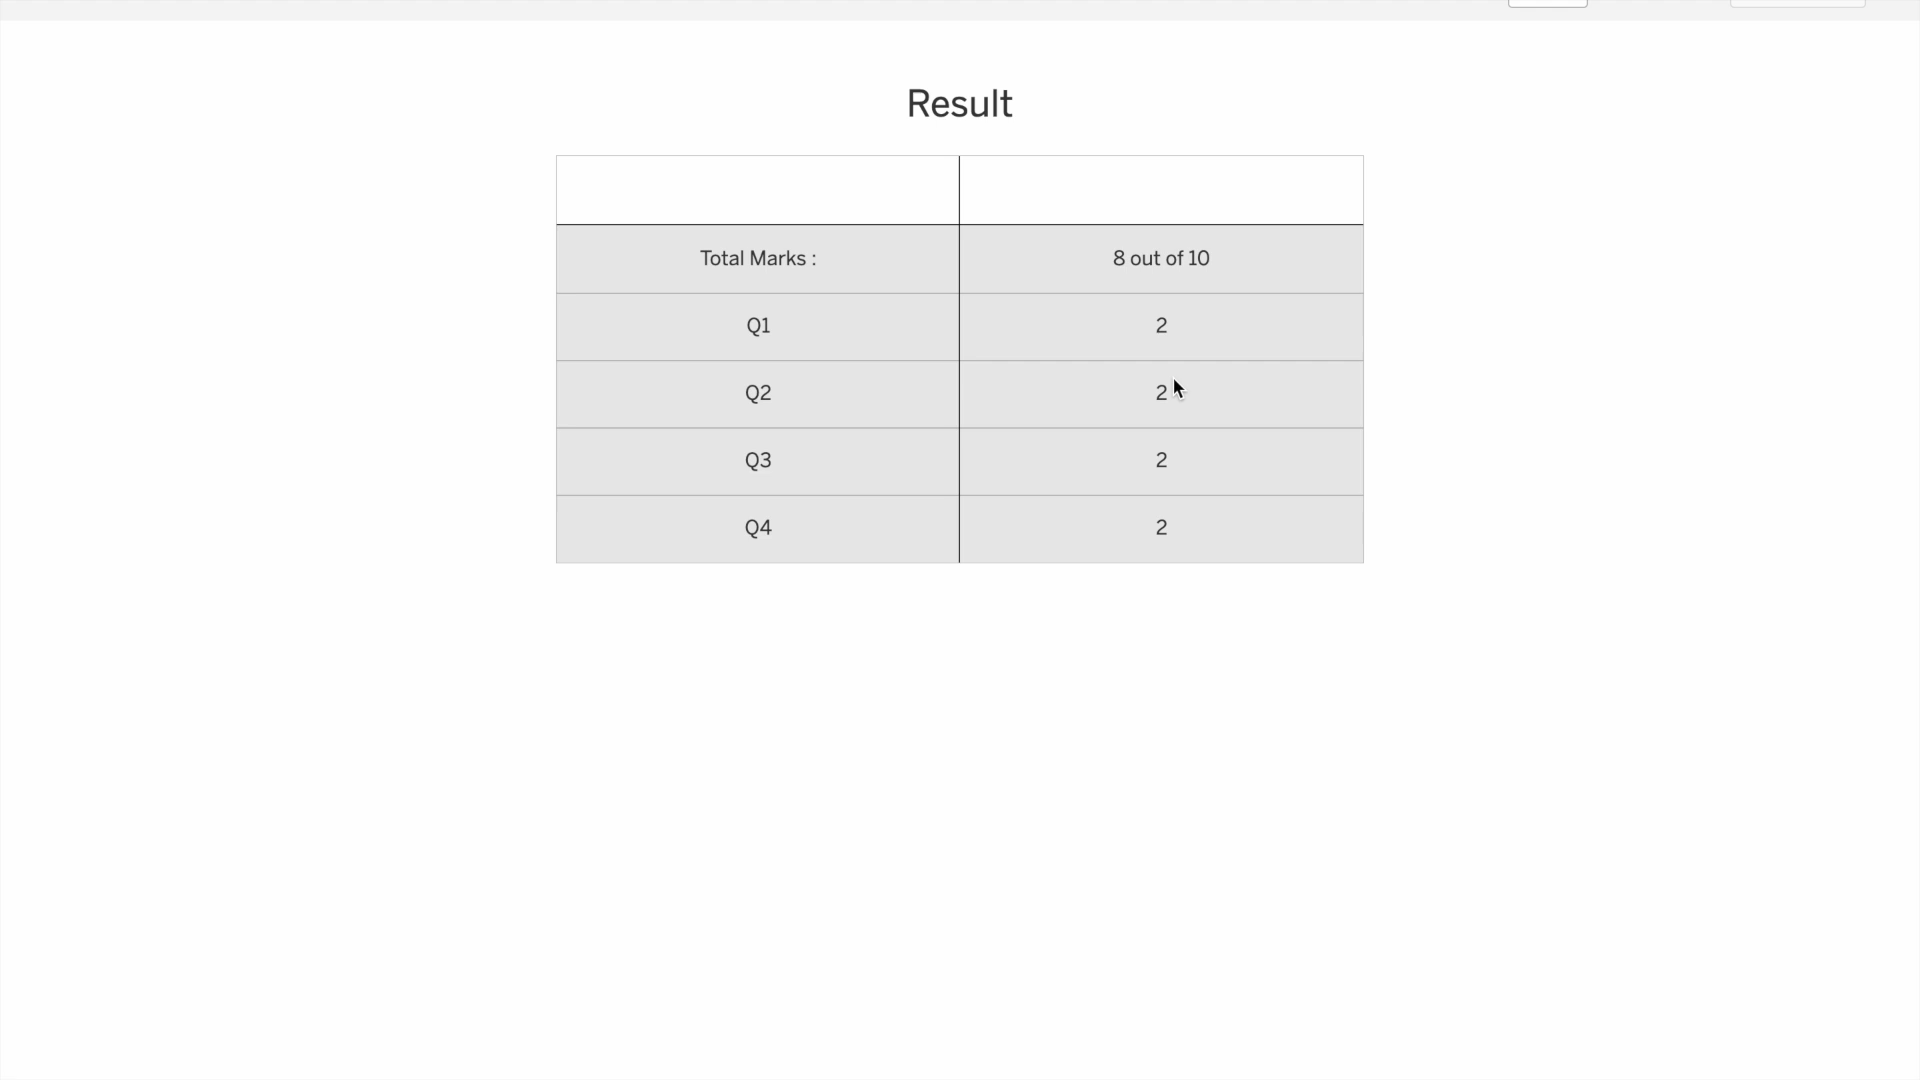 Result
Total Marks : 8 out of 10
Q1 2
Q2 2
Q3 2
Q4 2